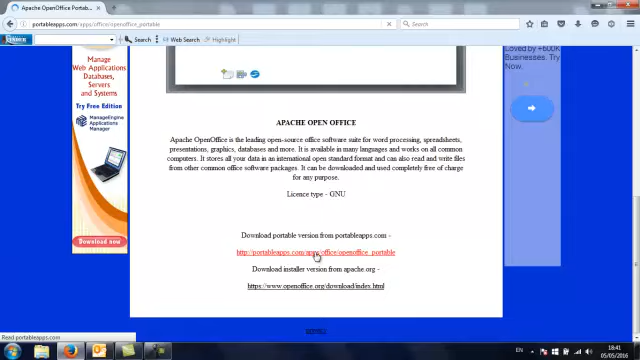 Apache OpenOffice Portab...
portableapps.com/apps/office/openoffice_portable
Search
Search
Web Search
Highlight
Manage
Web Applications
Databases,
Servers
and Systems
Try Free Edition
ManageEngine
Applications
Manager
Download now
Loved by +600K
Businesses. Try
Now.
APACHE OPEN OFFICE
Apache OpenOffice is the leading open-source office software suite for word processing, spreadsheets,
presentations, graphics, databases and more. It is available in many languages and works on all common
computers. It stores all your data in an international open standard format and can also read and write files
from other common office software packages. It can be downloaded and used completely free of charge
for any purpose.
Licence type - GNU
Download portable version from portableapps.com -
http://portableapps.com/apps/office/openoffice_portable
Download installer version from apache.org -
https://www.openoffice.org/download/index.html
Read portableapps.com
EN
18:41
05/05/2016